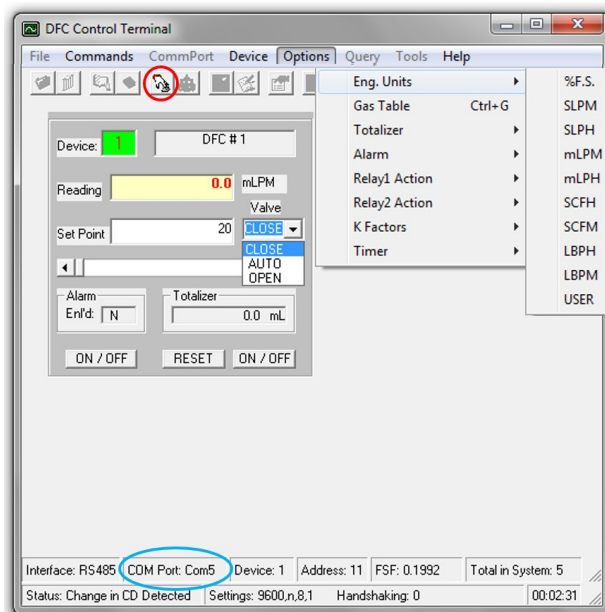 DFC Control Terminal
File Commands CommPort Device Options Query Tools Help
Eng. Units
Gas Table Ctrl+G
Totalizer
Alarm
Relay1 Action
Relay2 Action
K Factors
Timer
%F.S.
SLPM
SLPH
mLPM
mLPH
SCFH
SCFM
LBPH
LBPM
USER
Device: 1 DFC # 1
Reading 0.0 mLPM
Valve
Set Point 20 CLOSE
CLOSE
AUTO
OPEN
Alarm
Enl'd: N
Totalizer
0.0 mL
ON / OFF RESET ON / OFF
Interface: RS485 COM Port: Com5 Device: 1 Address: 11 FSF: 0.1992 Total in System: 5
Status: Change in CD Detected Settings: 9600,n,8,1 Handshaking: 0 00:02:31